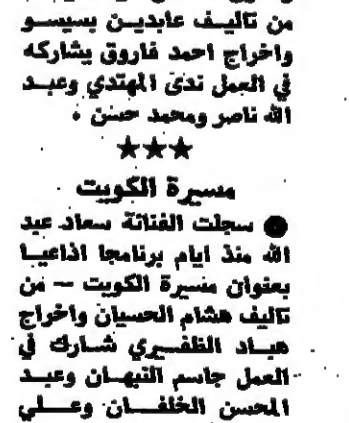 من تاليف عابدين بسيسو
واخراج احمد فاروق يشاركه
في العمل ندى المهتدي وعبد
الله ناصر ومحمد حسن .
★★★
مسيرة الكويت
● سجلت الفنانة سعاد عبد
الله منذ ايام برنامجا اذاعيا
بعنوان مسيرة الكويت — من
تاليف هشام الحسيان واخراج
هباد الظفيري شارك في
العمل جاسم النبهان وعبد
المحسن الخلفان وعلي